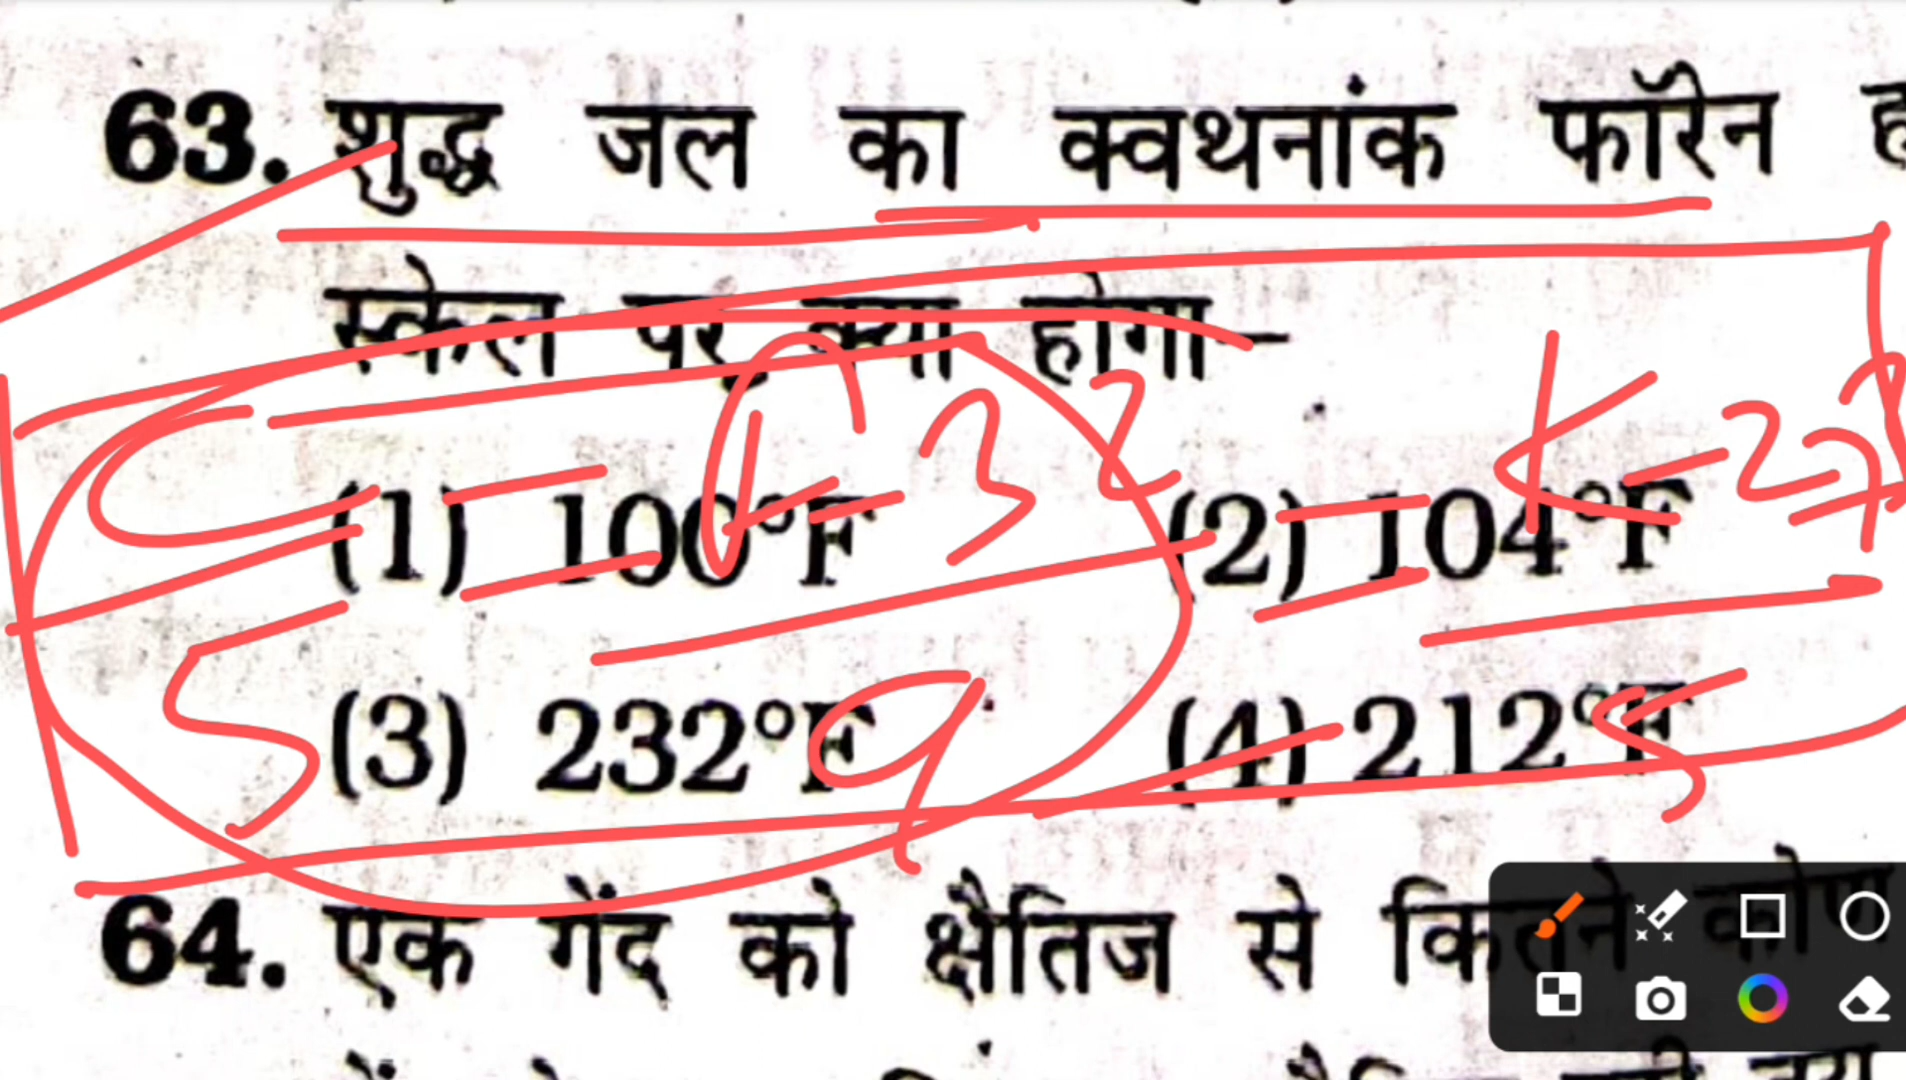 63. शुद्ध जल का क्वथनांक फॉरेन
स्केल पर क्या होगा–
(1) 100°F (2) 104°F
(3) 232°F (4) 212°F
C = F - 32 = K - 273
5 9 5
64. एक गेंद को क्षैतिज से कितने कोण